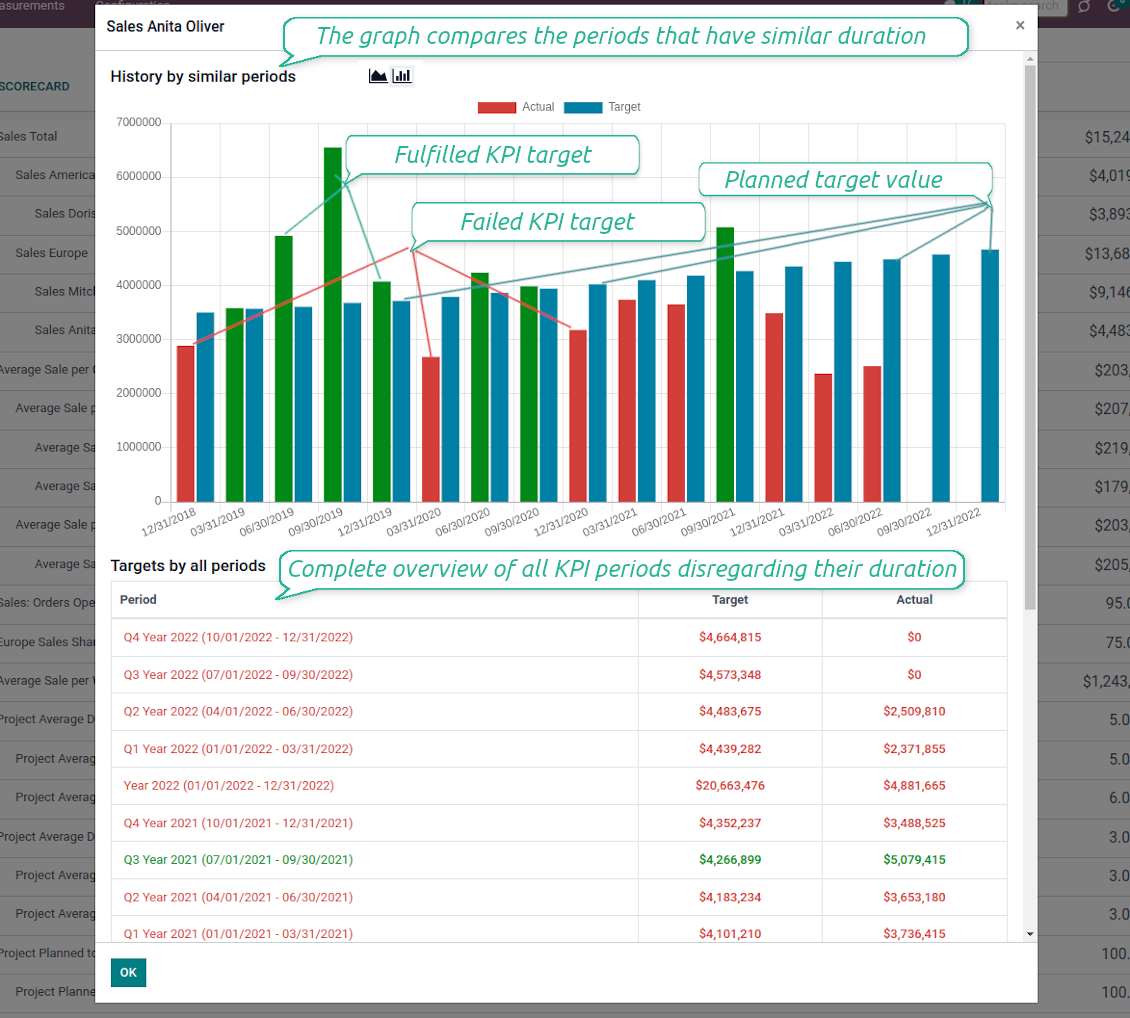 asurements
Configuration
Sales Anita Oliver
×
The graph compares the periods that have similar duration
History by similar periods
Actual
Target
7000000
6000000
5000000
4000000
3000000
2000000
1000000
0
Fulfilled KPI target
Planned target value
Failed KPI target
12/31/2018
03/31/2019
06/30/2019
09/30/2019
12/31/2019
03/31/2020
06/30/2020
09/30/2020
12/31/2020
03/31/2021
06/30/2021
09/30/2021
12/31/2021
03/31/2022
06/30/2022
09/30/2022
12/31/2022
Targets by all periods
Complete overview of all KPI periods disregarding their duration
Period Target Actual
Q4 Year 2022 (10/01/2022 - 12/31/2022) $4,664,815 $0
Q3 Year 2022 (07/01/2022 - 09/30/2022) $4,573,348 $0
Q2 Year 2022 (04/01/2022 - 06/30/2022) $4,483,675 $2,509,810
Q1 Year 2022 (01/01/2022 - 03/31/2022) $4,439,282 $2,371,855
Year 2022 (01/01/2022 - 12/31/2022) $20,663,476 $4,881,665
Q4 Year 2021 (10/01/2021 - 12/31/2021) $4,352,237 $3,488,525
Q3 Year 2021 (07/01/2021 - 09/30/2021) $4,266,899 $5,079,415
Q2 Year 2021 (04/01/2021 - 06/30/2021) $4,183,234 $3,653,180
Q1 Year 2021 (01/01/2021 - 03/31/2021) $4,101,210 $3,736,415
OK
SCORECARD
Sales Total $15,24
Sales America $4,019
Sales Doris $3,893
Sales Europe $13,68
Sales Mitc $9,146
Sales Anita $4,483
Average Sale per $203,
Average Sale p $207,
Average Sa $219,
Average Sa $179,
Average Sale p $203,
Average Sa $205,
Sales: Orders Ope 95.0
Europe Sales Shar 75.0
Average Sale per $1,243,
Project Average D 5.0
Project Averag 5.0
Project Averag 6.0
Project Average D 3.0
Project Averag 3.0
Project Averag 3.0
Project Planned to 100.
Project Planne 100.